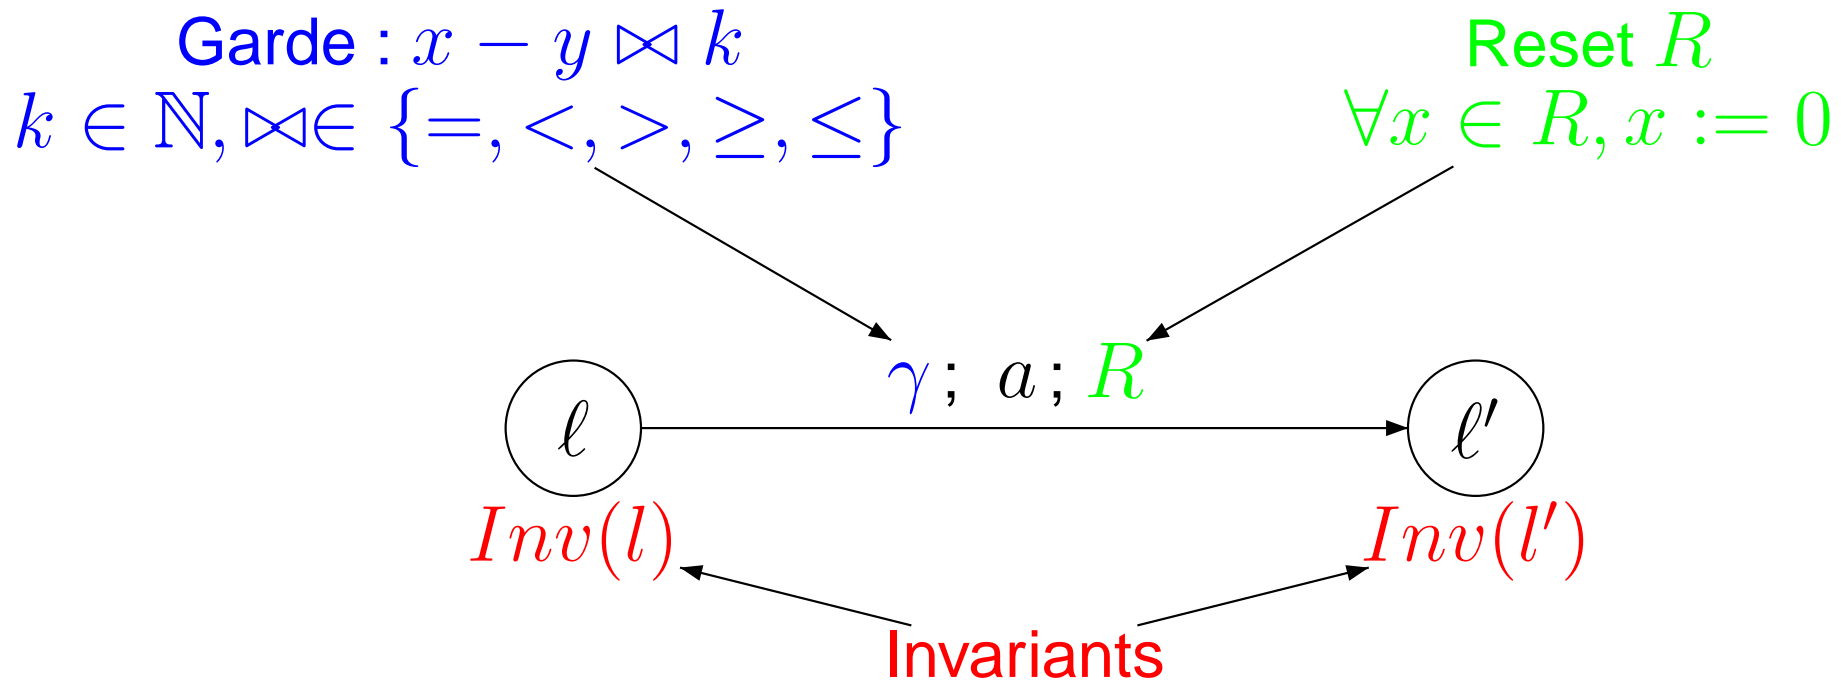 Garde : x − y ⋈ k
k ∈ ℕ, ⋈∈ {=, <, >, ≥, ≤}
Reset R
∀x ∈ R, x := 0
γ ; a ; R
ℓ
ℓ′
Inv(l)
Inv(l′)
Invariants